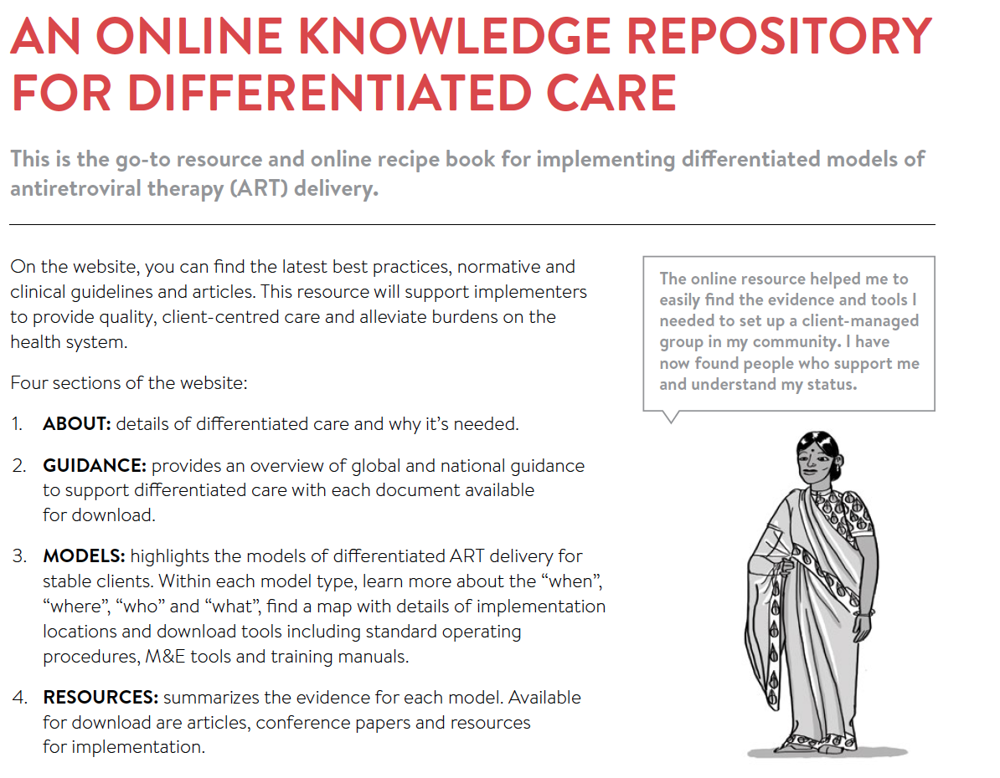 AN ONLINE KNOWLEDGE REPOSITORY
FOR DIFFERENTIATED CARE
This is the go-to resource and online recipe book for implementing differentiated models of
antiretroviral therapy (ART) delivery.
On the website, you can find the latest best practices, normative and
clinical guidelines and articles. This resource will support implementers
to provide quality, client-centred care and alleviate burdens on the
health system.
Four sections of the website:
1. ABOUT: details of differentiated care and why it's needed.
2. GUIDANCE: provides an overview of global and national guidance
to support differentiated care with each document available
for download.
3. MODELS: highlights the models of differentiated ART delivery for
stable clients. Within each model type, learn more about the “when”,
“where”, “who” and “what”, find a map with details of implementation
locations and download tools including standard operating
procedures, M&E tools and training manuals.
4. RESOURCES: summarizes the evidence for each model. Available
for download are articles, conference papers and resources
for implementation.
The online resource helped me to
easily find the evidence and tools I
needed to set up a client-managed
group in my community. I have
now found people who support me
and understand my status.